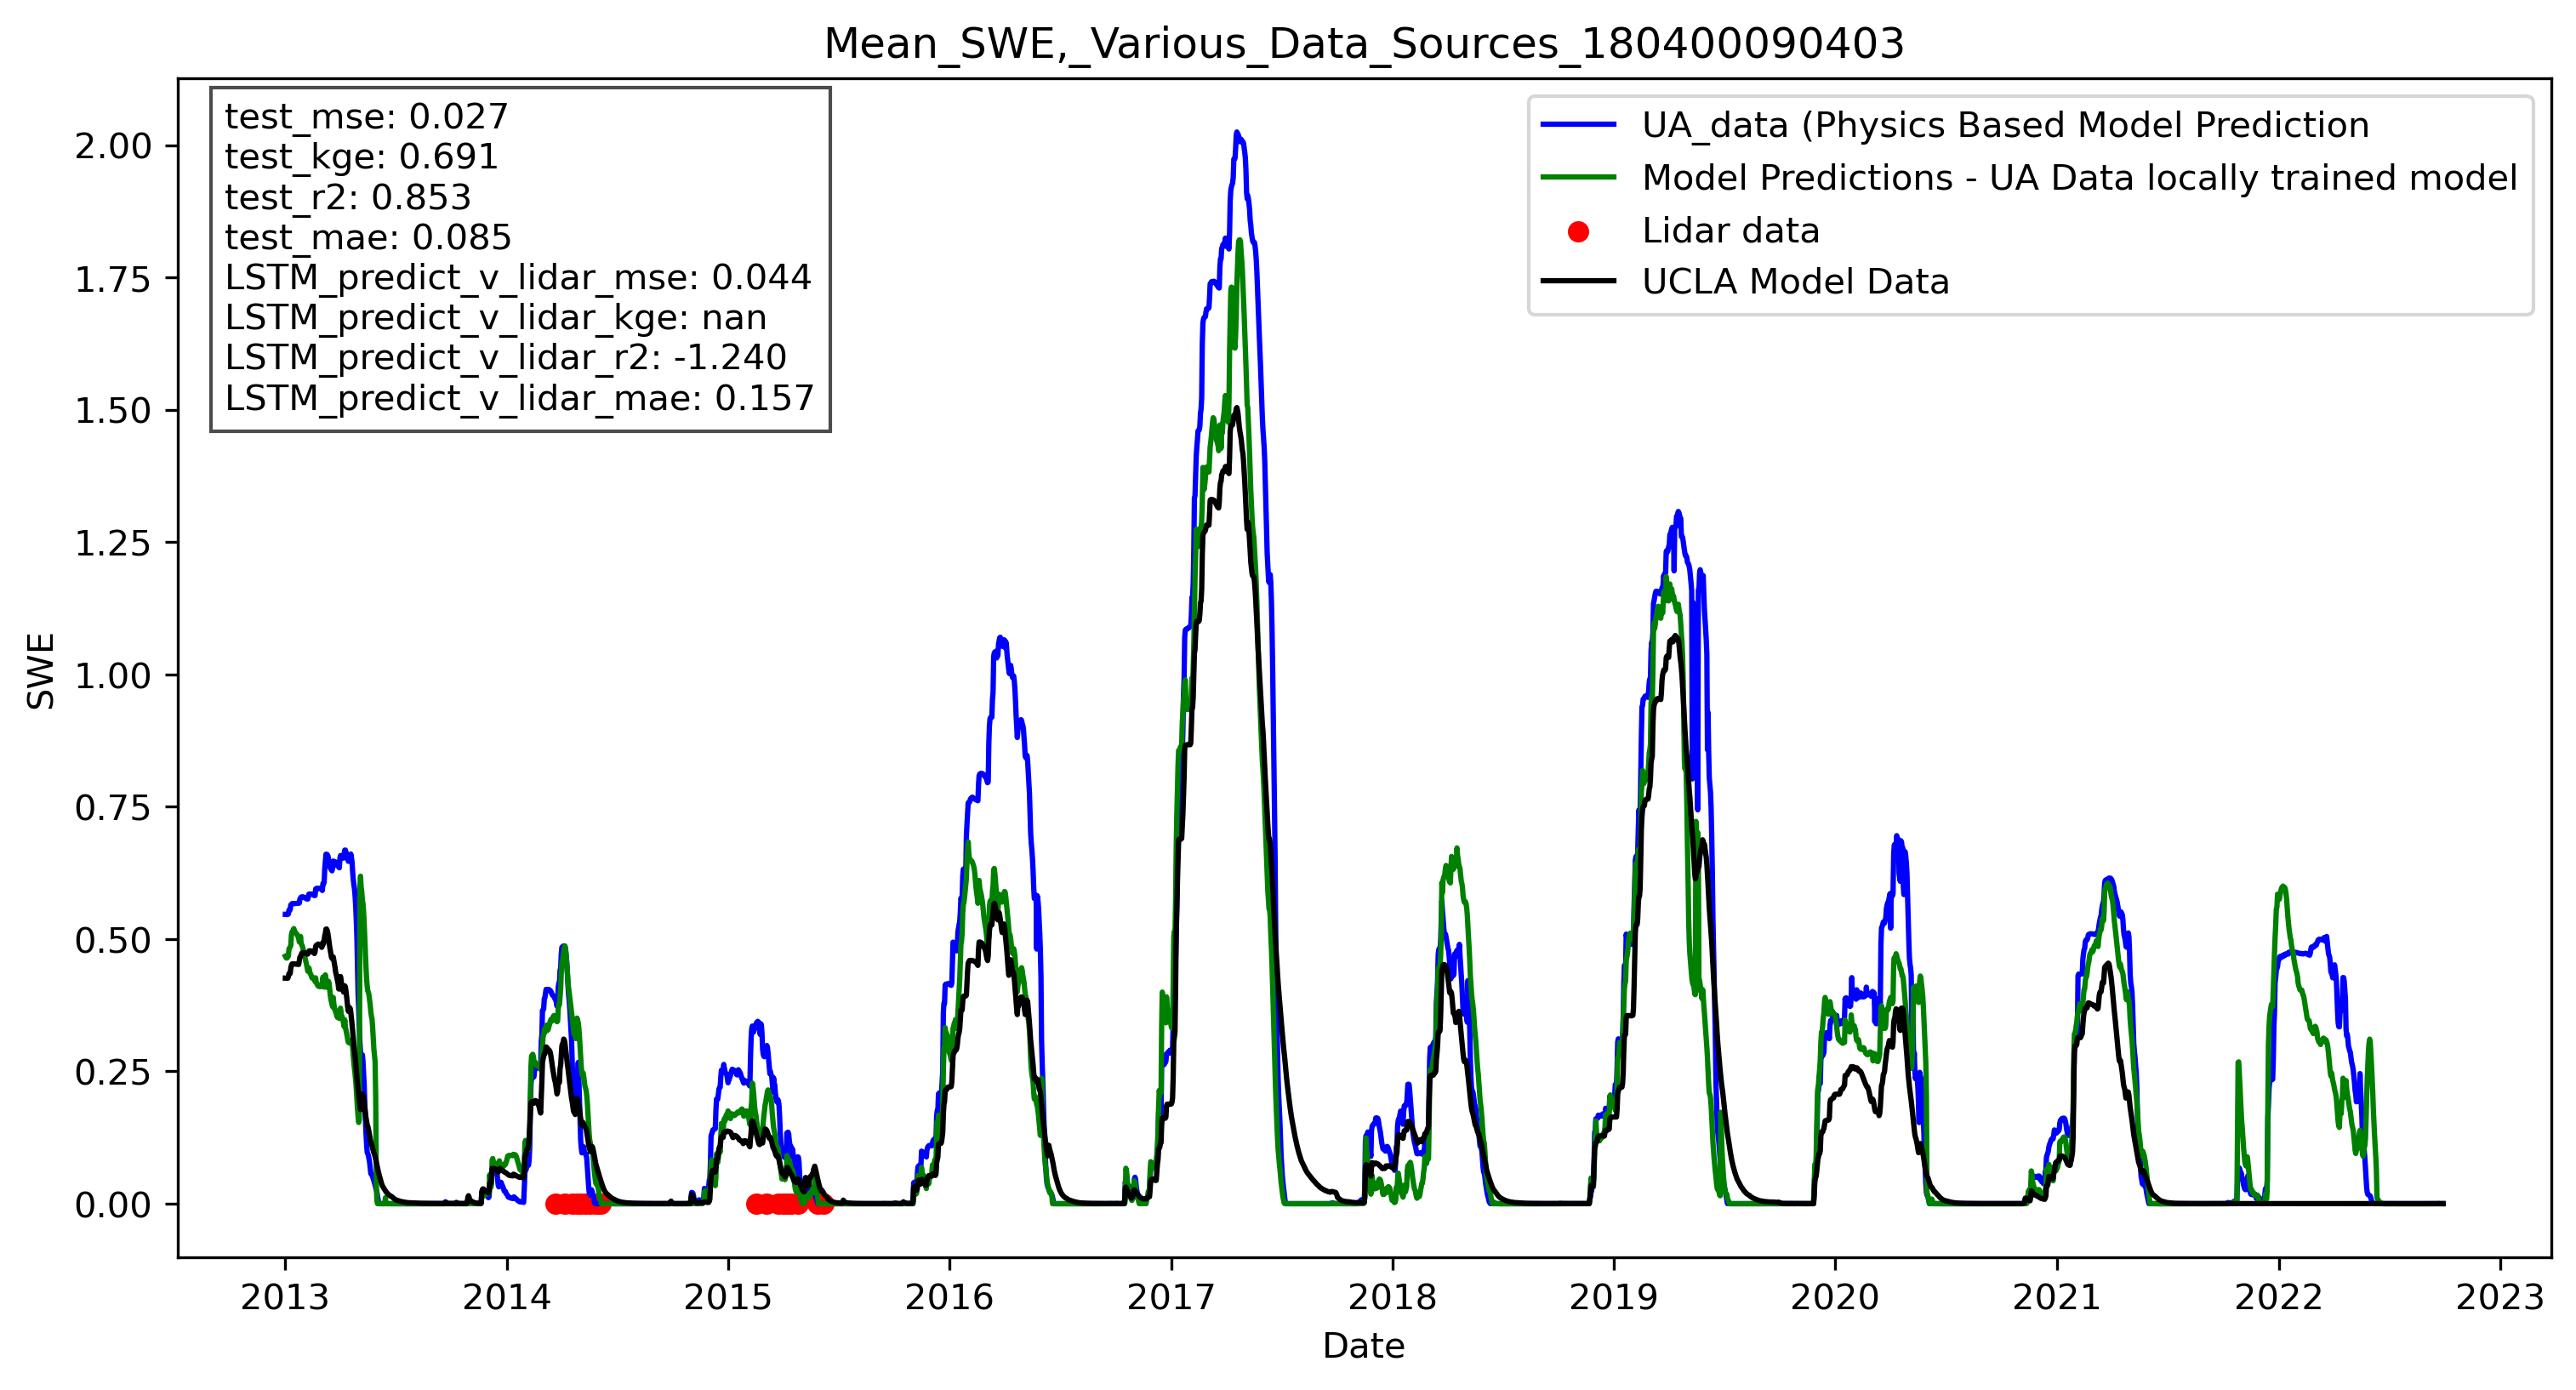 Mean_SWE,_Various_Data_Sources_180400090403
test_mse: 0.027
test_kge: 0.691
test_r2: 0.853
test_mae: 0.085
LSTM_predict_v_lidar_mse: 0.044
LSTM_predict_v_lidar_kge: nan
LSTM_predict_v_lidar_r2: -1.240
LSTM_predict_v_lidar_mae: 0.157
UA_data (Physics Based Model Prediction
Model Predictions - UA Data locally trained model
Lidar data
UCLA Model Data
SWE
2.00
1.75
1.50
1.25
1.00
0.75
0.50
0.25
0.00
2013 2014 2015 2016 2017 2018 2019 2020 2021 2022 2023
Date